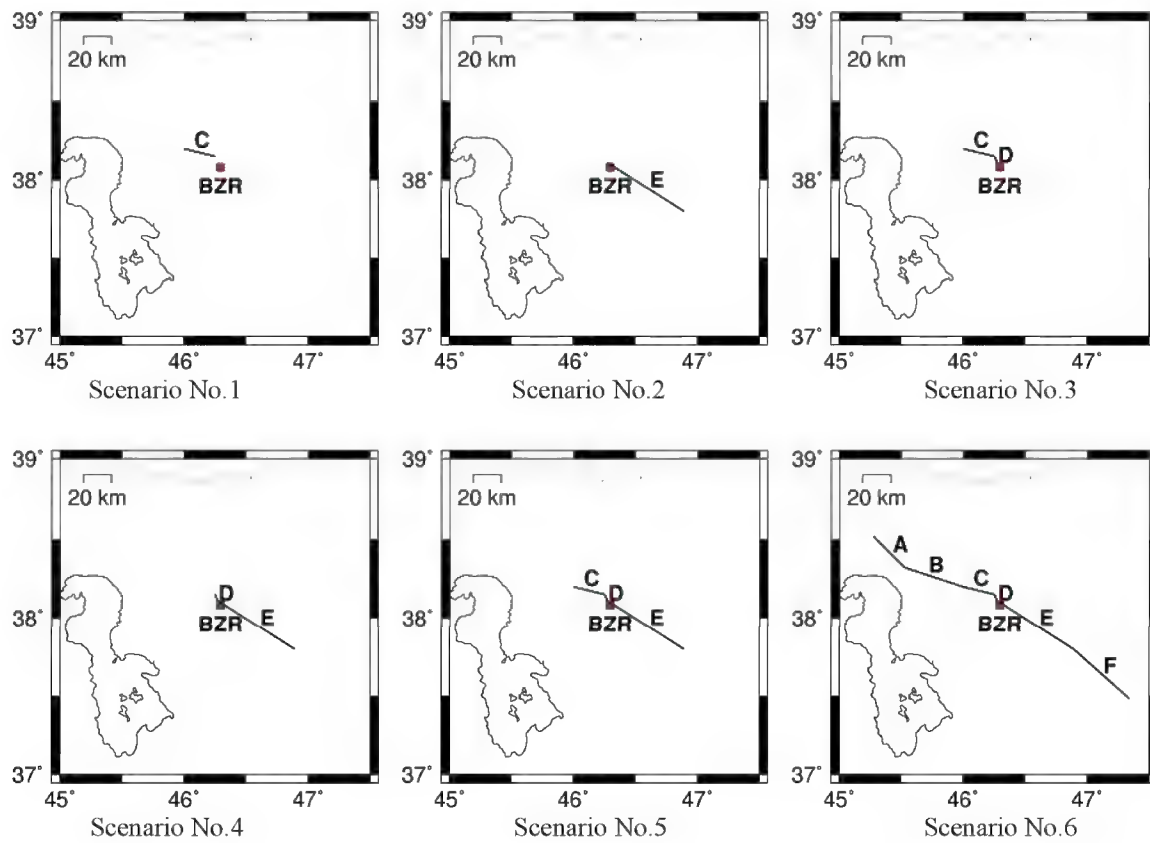 39°
39°
39°
20 km
20 km
20 km
C
C
D
E
38°
BZR
38°
BZR
38°
BZR
37°
37°
37°
45°
46°
47°
45°
46°
47°
45°
46°
47°
Scenario No.1
Scenario No.2
Scenario No.3
39°
39°
39°
20 km
20 km
20 km
A
B
D
C
D
C
D
E
E
E
38°
BZR
38°
BZR
38°
BZR
F
37°
37°
37°
45°
46°
47°
45°
46°
47°
45°
46°
47°
Scenario No.4
Scenario No.5
Scenario No.6